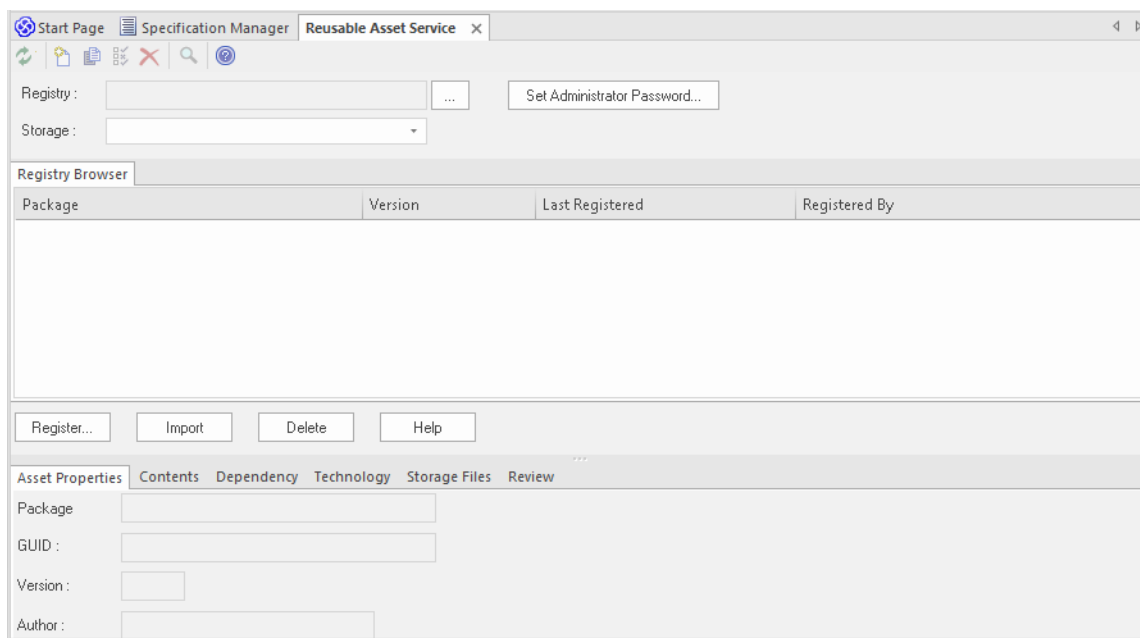 Start Page Specification Manager Reusable Asset Service
Registry : ... Set Administrator Password...
Storage :
Registry Browser
Package Version Last Registered Registered By
Register... Import Delete Help
Asset Properties Contents Dependency Technology Storage Files Review
Package
GUID :
Version :
Author :